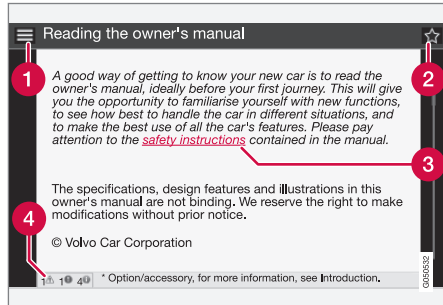 Reading the owner's manual
1
2
A good way of getting to know your new car is to read the
owner's manual, ideally before your first journey. This will give
you the opportunity to familiarise yourself with new functions,
to see how best to handle the car in different situations, and
to make the best use of all the car's features. Please pay
attention to the safety instructions contained in the manual.
3
The specifications, design features and illustrations in this
owner's manual are not binding. We reserve the right to make
modifications without prior notice.
4
© Volvo Car Corporation
1 1 4 * Option/accessory, for more information, see Introduction.
G050532